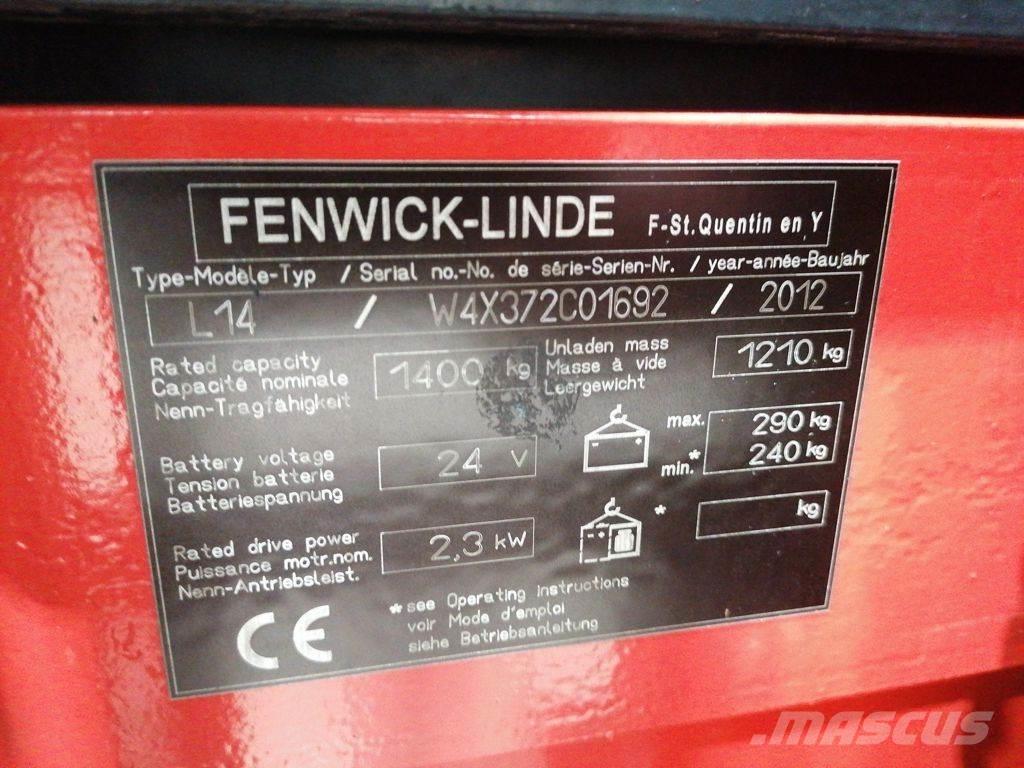 FENWICK-LINDE F-St.Quentin en Y
Type-Modèle-Typ / Serial no.-No. de série-Serien-Nr. / year-année-Baujahr
L14 / W4X372C01692 / 2012
Rated capacity
Capacité nominale
Nenn-Tragfähigkeit
1400 kg
Unladen mass
Masse à vide
Leergewicht
1210 kg
Battery voltage
Tension batterie
Batteriespannung
24 V
max. 290 kg
min.* 240 kg
* kg
Rated drive power
Puissance motr.nom.
Nenn-Antriebsleist.
2,3 kW
CE
* see Operating Instructions
voir Mode d'emploi
siehe Betriebsanleitung
MASCUS